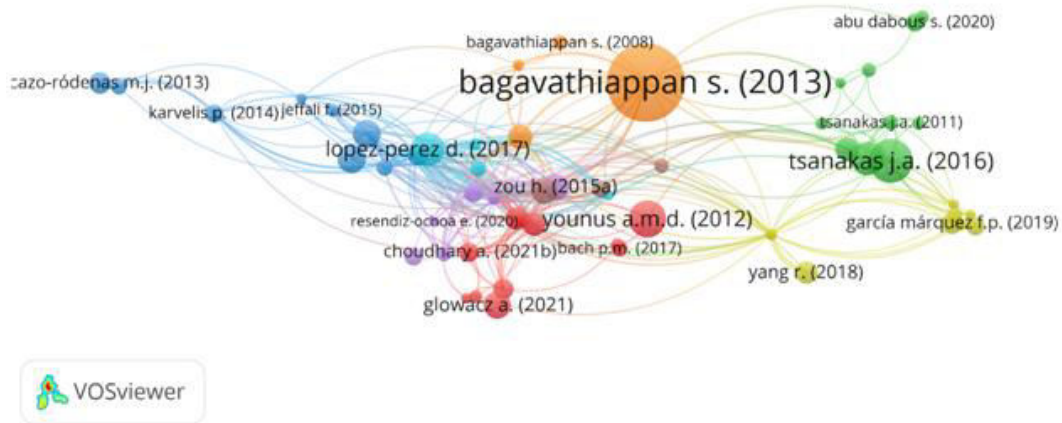 abu dabous s. (2020)
bagavathiappan s. (2008)
bagavathiappan s. (2013)
cazo-ródenas m.j. (2013)
karvelis p. (2014)
jeffali f. (2015)
tsanakas j.a. (2011)
lopez-perez d. (2017)
tsanakas j.a. (2016)
zou h. (2015a)
resendiz-ochoa e. (2020)
younus a.m.d. (2012)
garcía márquez f.p. (2019)
choudhary a. (2021b)
bach p.m. (2017)
yang r. (2018)
glowacz a. (2021)
VOSviewer